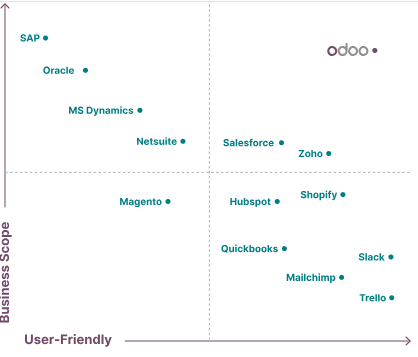 SAP
odoo
Oracle
MS Dynamics
Netsuite
Salesforce
Zoho
Magento
Hubspot
Shopify
Quickbooks
Slack
Mailchimp
Trello
Business Scope
User-Friendly